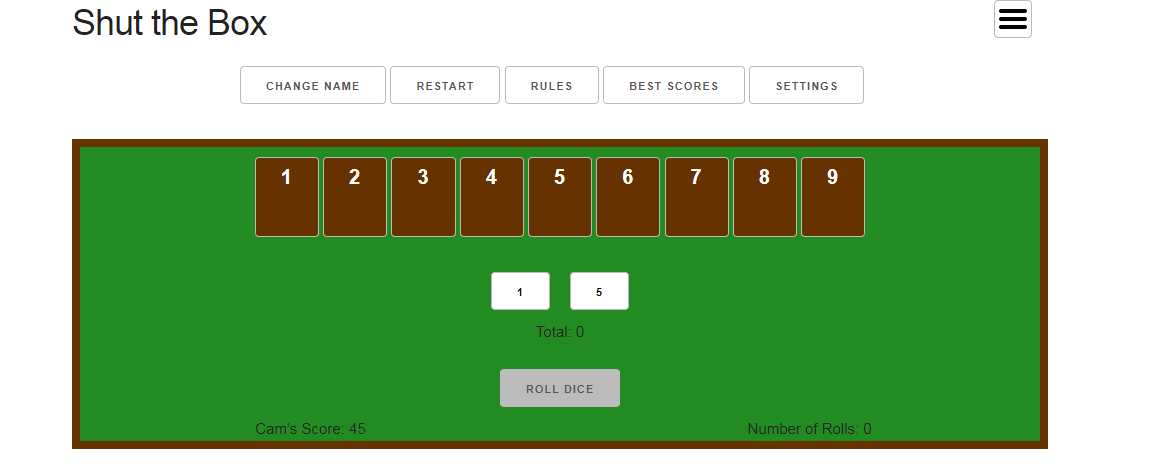 Shut the Box
CHANGE NAME RESTART RULES BEST SCORES SETTINGS
1 2 3 4 5 6 7 8 9
1 5
Total: 0
ROLL DICE
Cam's Score: 45 Number of Rolls: 0